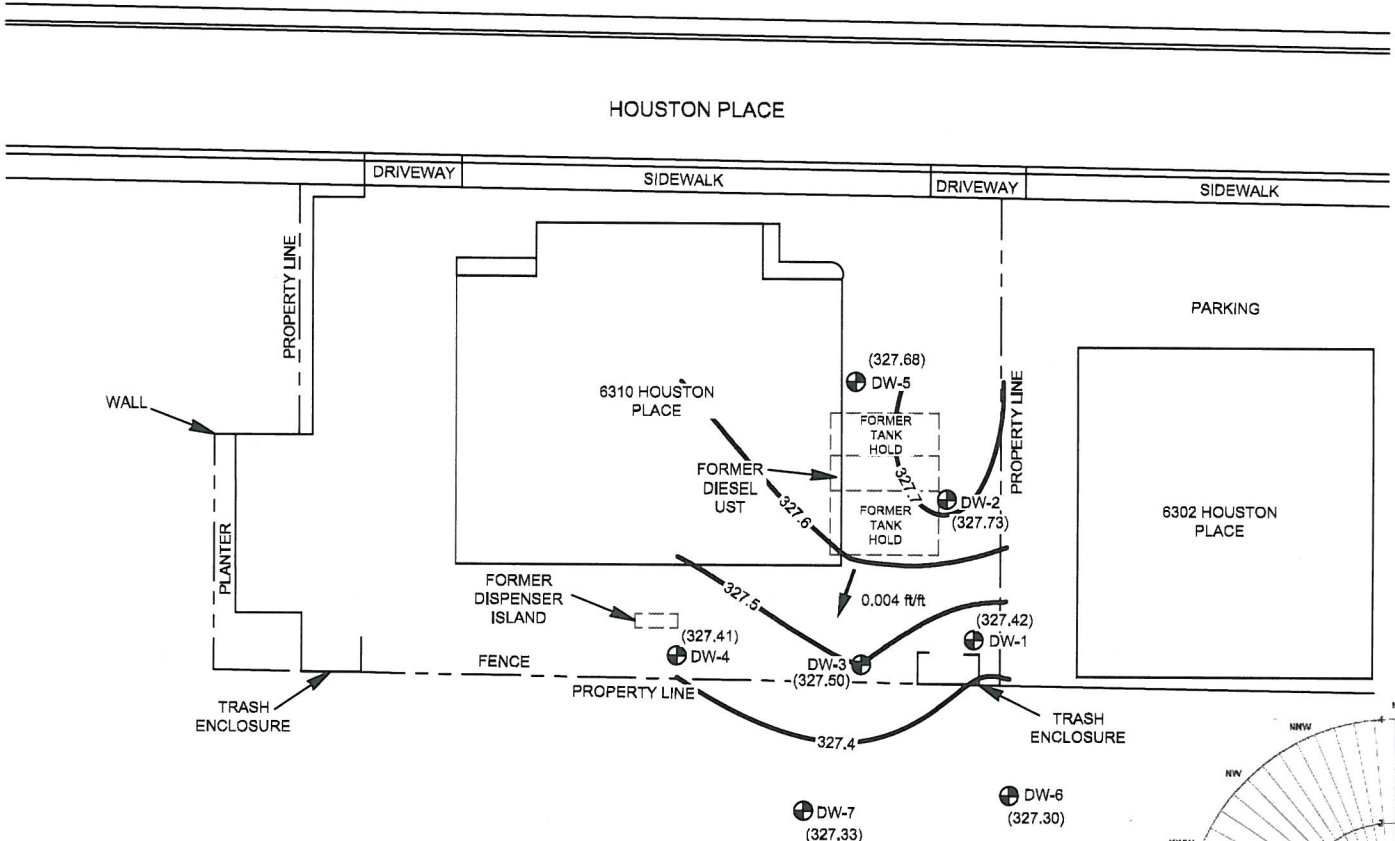 HOUSTON PLACE
DRIVEWAY
SIDEWALK
DRIVEWAY
SIDEWALK
PROPERTY LINE
PARKING
(327.68)
DW-5
6310 HOUSTON
PLACE
WALL
FORMER
TANK
HOLD
PROPERTY LINE
FORMER
DIESEL
UST
327.7
DW-2
(327.73)
327.6
FORMER
TANK
HOLD
6302 HOUSTON
PLACE
PLANTER
FORMER
DISPENSER
ISLAND
327.5
0.004 ft/ft
(327.42)
DW-1
(327.41)
DW-4
FENCE
DW-3
(327.50)
PROPERTY LINE
TRASH
ENCLOSURE
TRASH
ENCLOSURE
327.4
NNW
4
NW
DW-6
(327.30)
DW-7
(327.33)
3